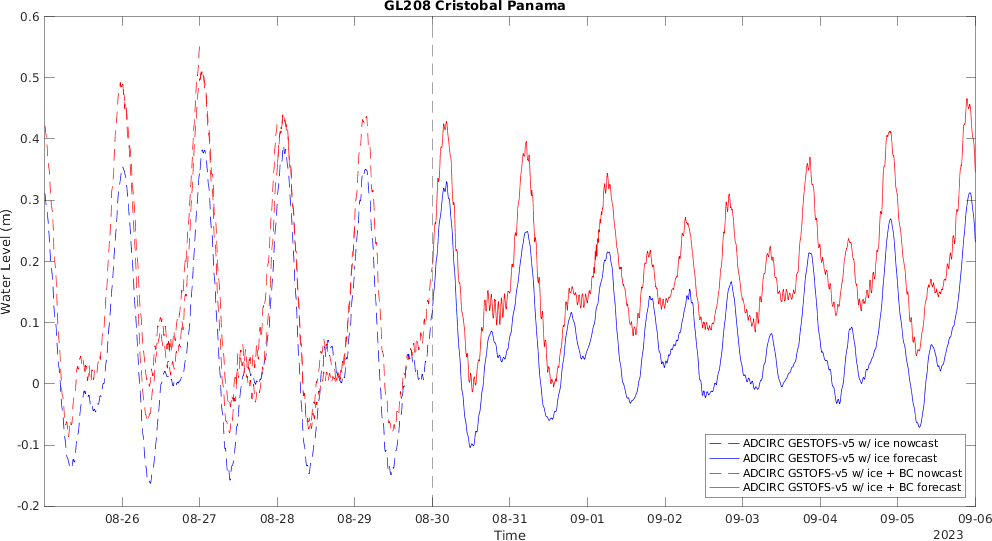 GL208 Cristobal Panama
0.6
0.5
0.4
0.3
0.2
0.1
0
-0.1
-0.2
Water Level (m)
08-26 08-27 08-28 08-29 08-30 08-31 09-01 09-02 09-03 09-04 09-05 09-06
Time
2023
ADCIRC GESTOFS-v5 w/ ice nowcast
ADCIRC GESTOFS-v5 w/ ice forecast
ADCIRC GSTOFS-v5 w/ ice + BC nowcast
ADCIRC GSTOFS-v5 w/ ice + BC forecast